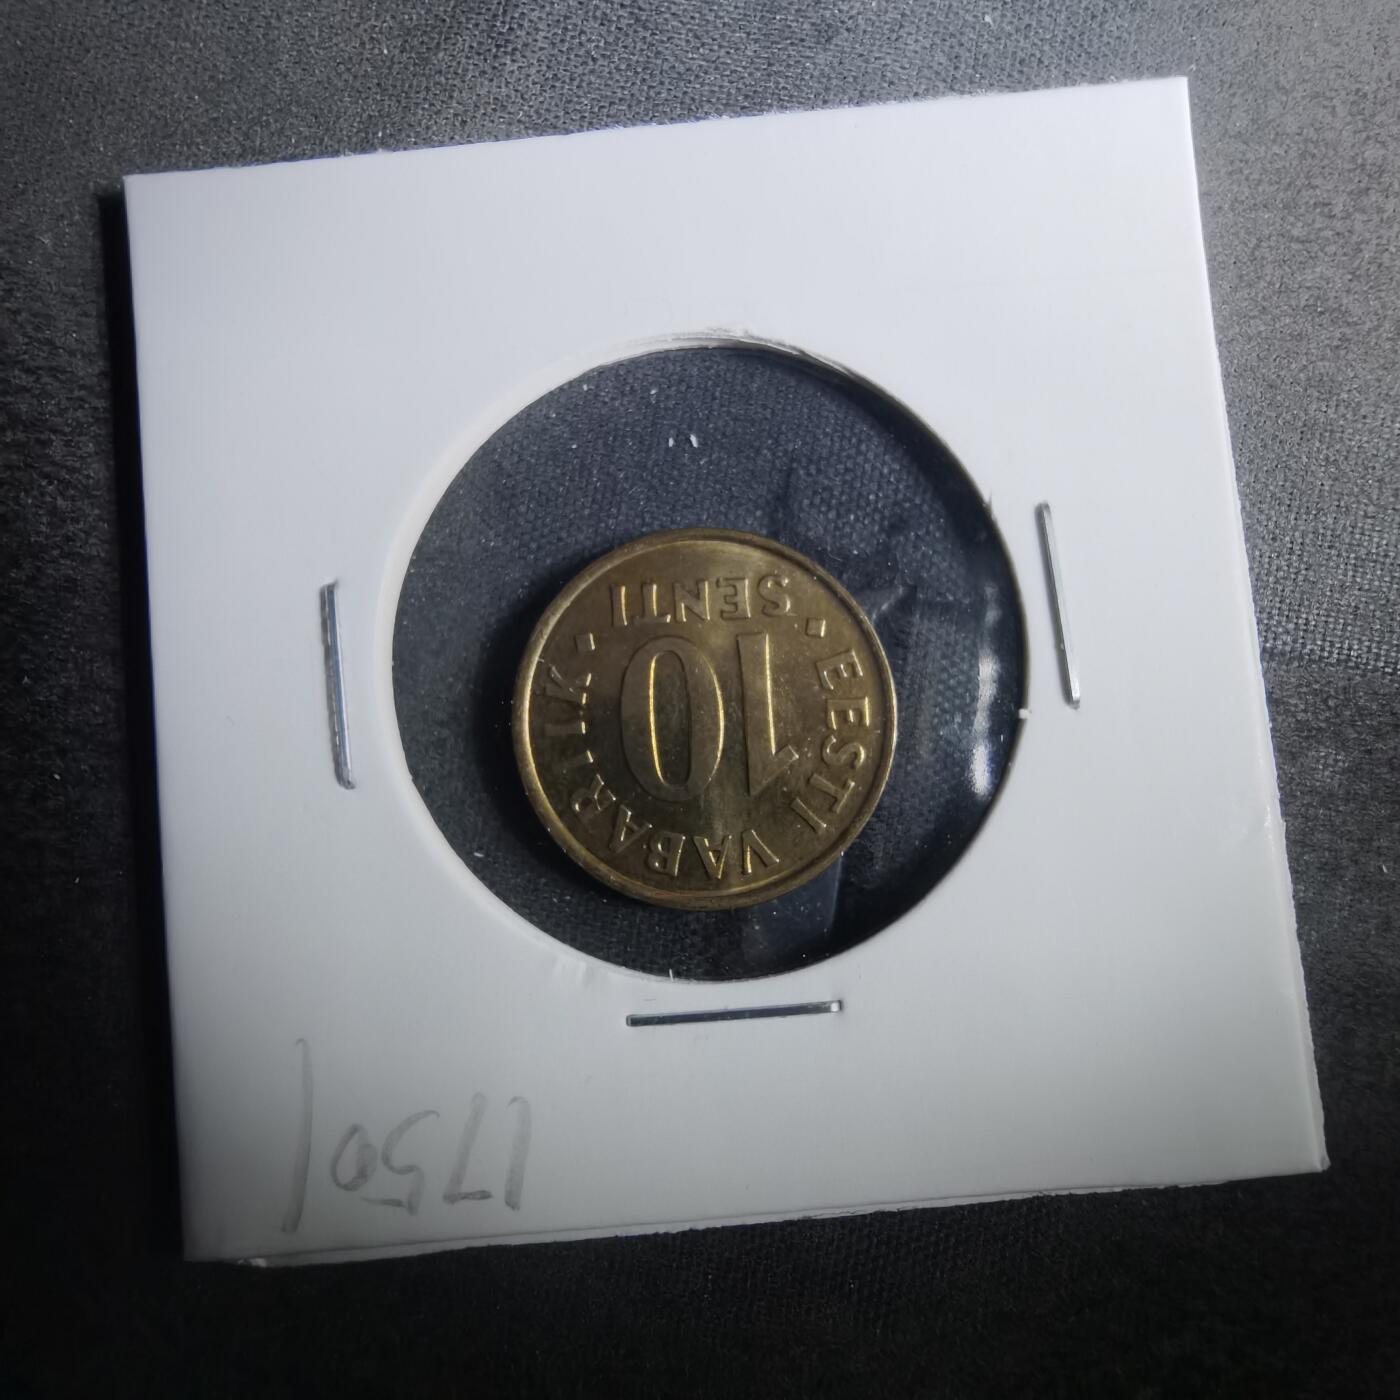 1750/
· EESTI VABARIIK ·
10
SENTI